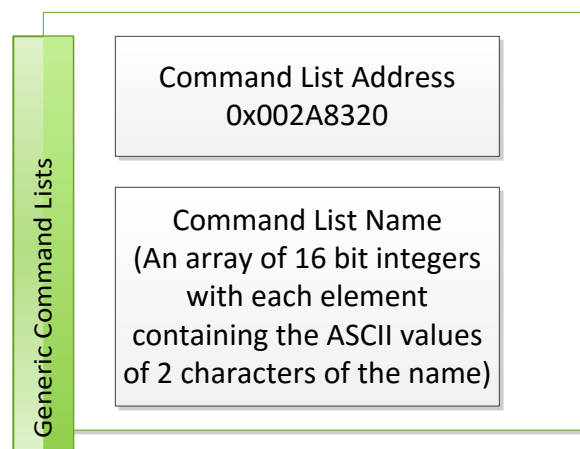 Generic Command Lists
Command List Address
0x002A8320
Command List Name
(An array of 16 bit integers
with each element
containing the ASCII values
of 2 characters of the name)